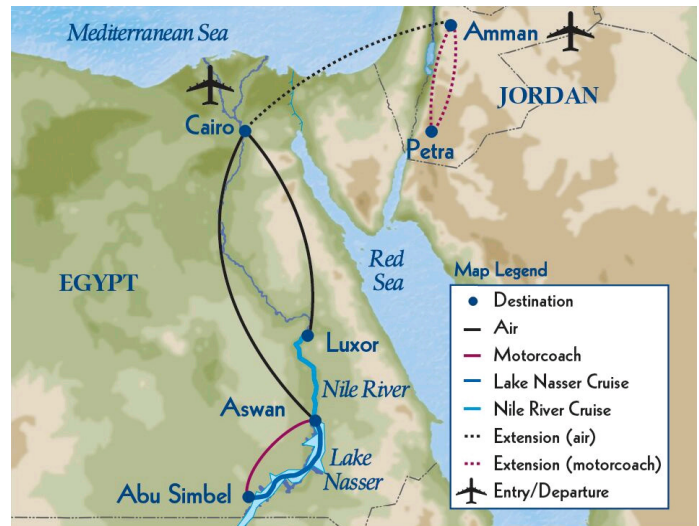 Mediterranean Sea
Amman
JORDAN
Cairo
Petra
EGYPT
Red
Sea
Luxor
Nile River
Aswan
Lake
Nasser
Abu Simbel
Map Legend
Destination
Air
Motorcoach
Lake Nasser Cruise
Nile River Cruise
Extension (air)
Extension (motorcoach)
Entry/Departure